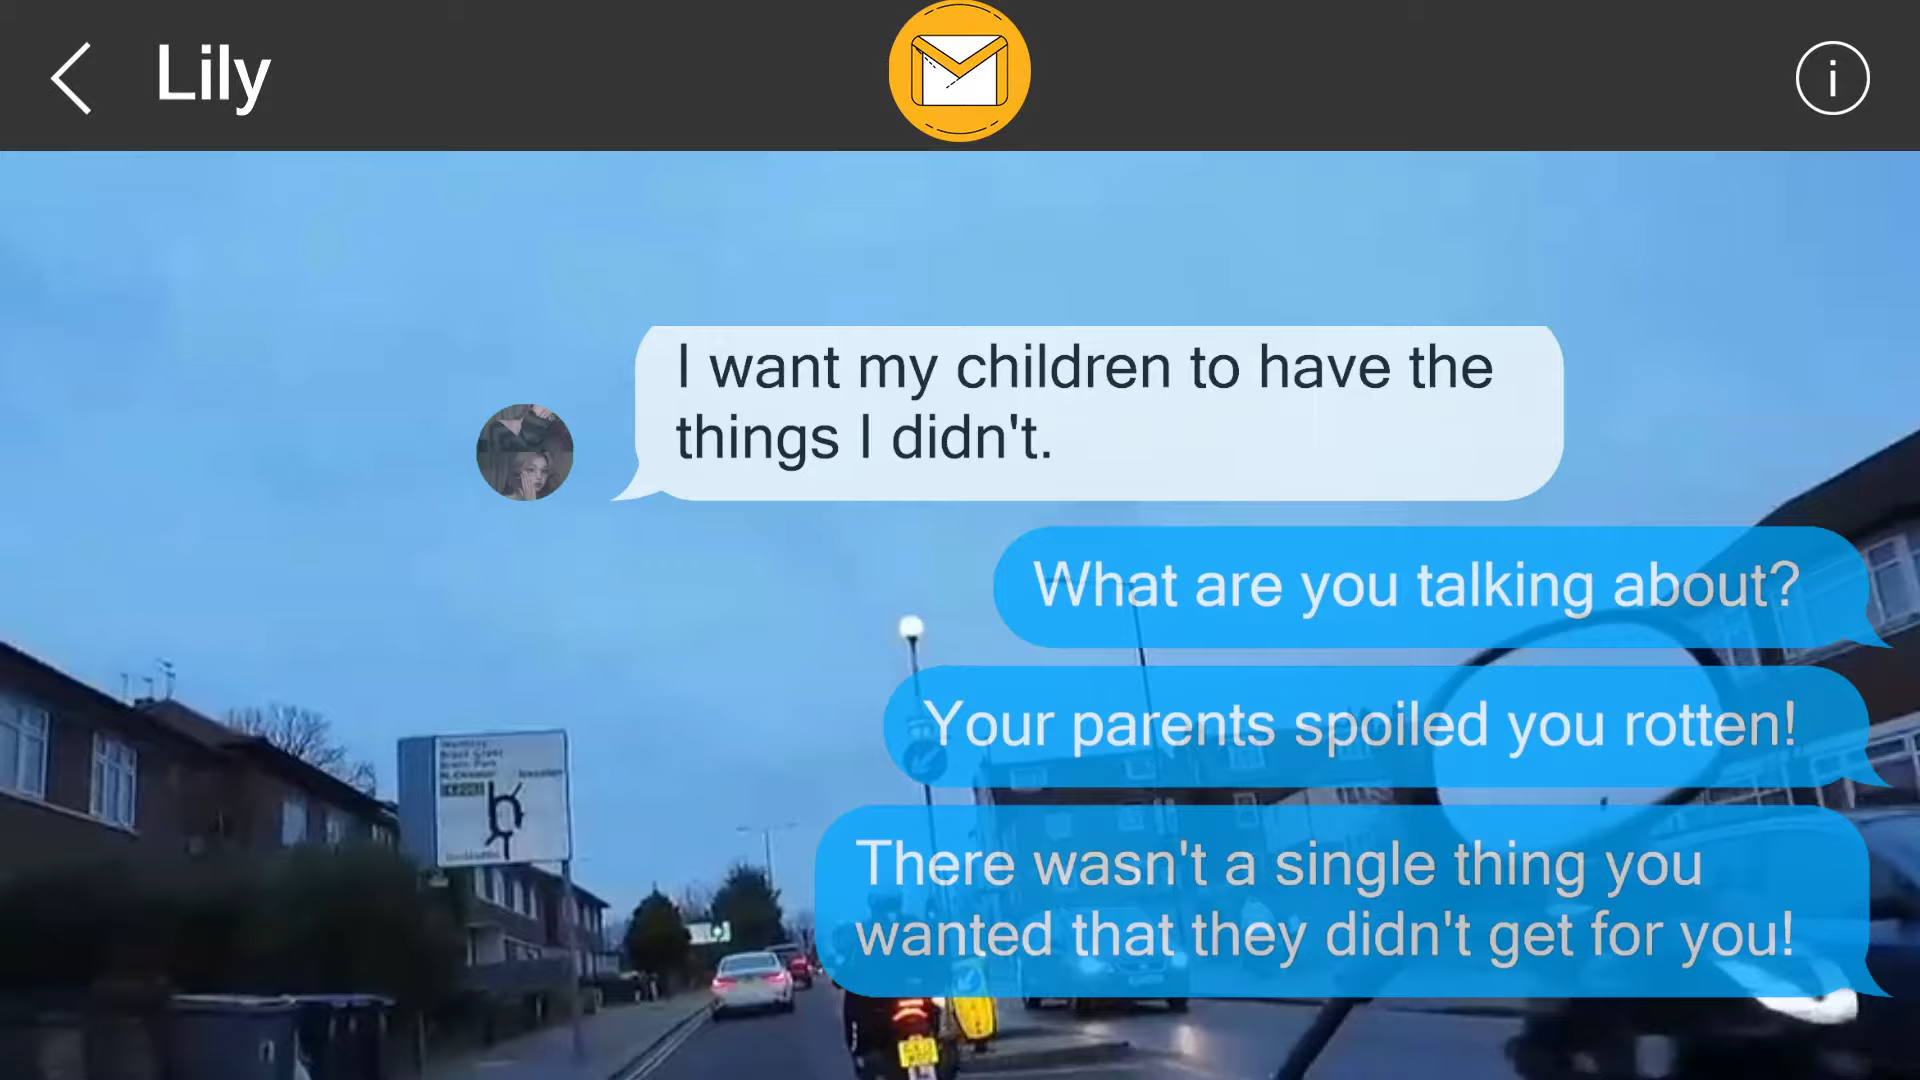 Lily
i
I want my children to have the
things I didn't.
What are you talking about?
Your parents spoiled you rotten!
There wasn't a single thing you
wanted that they didn't get for you!